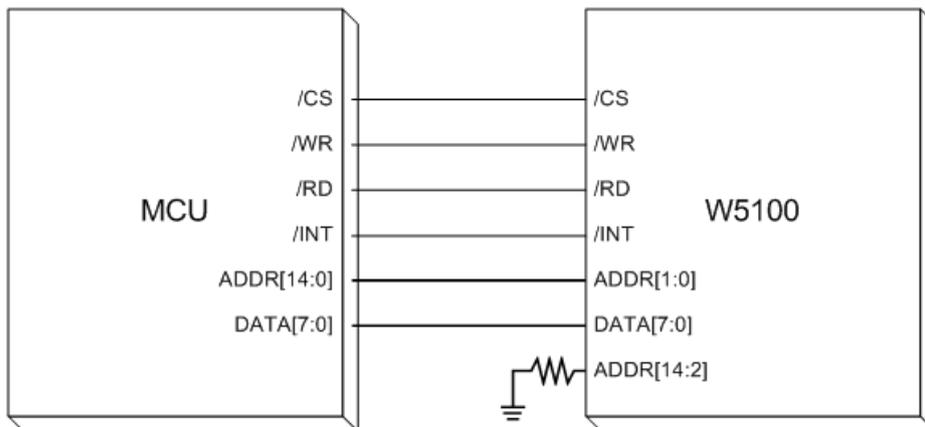 /CS
/WR
/RD
/INT
ADDR[14:0]
DATA[7:0]
MCU
/CS
/WR
/RD
/INT
ADDR[1:0]
DATA[7:0]
ADDR[14:2]
W5100